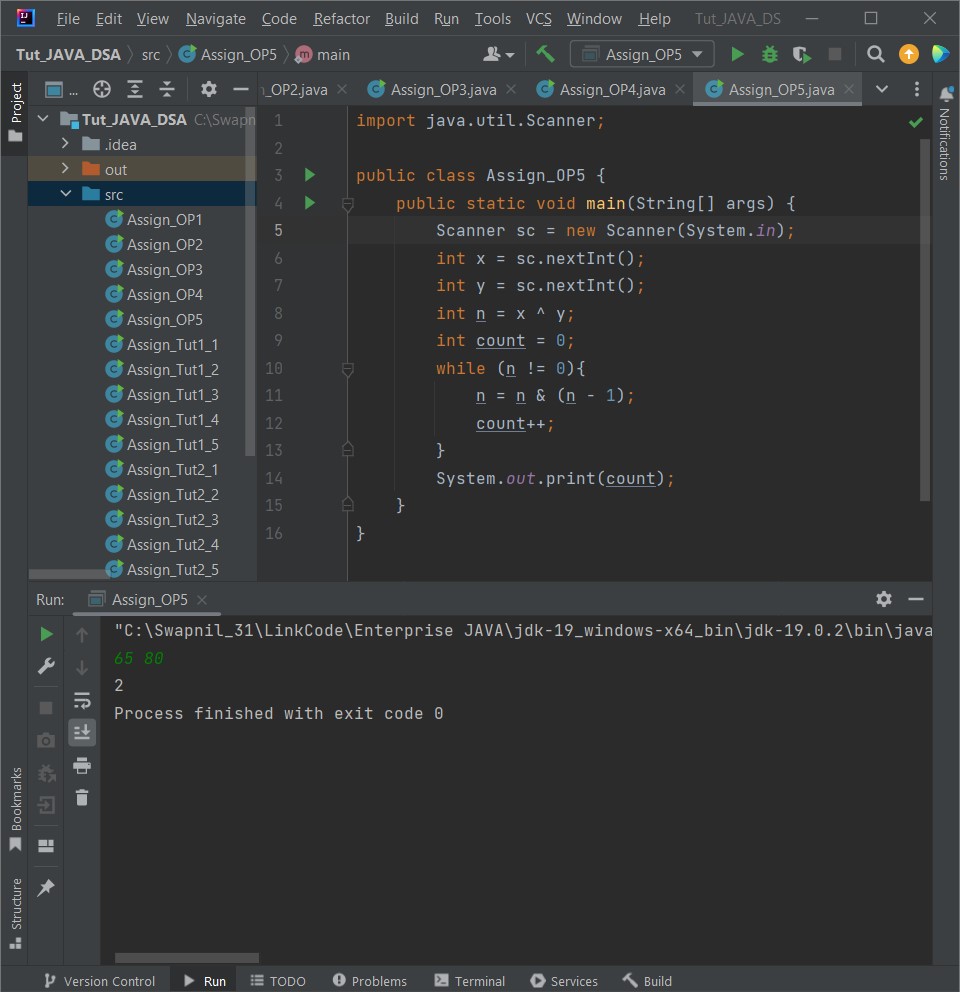 File Edit View Navigate Code Refactor Build Run Tools VCS Window Help Tut_JAVA_DS
Tut_JAVA_DSA src Assign_OP5 main Assign_OP5
Project
... _OP2.java Assign_OP3.java Assign_OP4.java Assign_OP5.java
Notifications
Tut_JAVA_DSA C:\Swapn
.idea
out
src
Assign_OP1
Assign_OP2
Assign_OP3
Assign_OP4
Assign_OP5
Assign_Tut1_1
Assign_Tut1_2
Assign_Tut1_3
Assign_Tut1_4
Assign_Tut1_5
Assign_Tut2_1
Assign_Tut2_2
Assign_Tut2_3
Assign_Tut2_4
Assign_Tut2_5
1 import java.util.Scanner;
2
3 public class Assign_OP5 {
4 public static void main(String[] args) {
5 Scanner sc = new Scanner(System.in);
6 int x = sc.nextInt();
7 int y = sc.nextInt();
8 int n = x ^ y;
9 int count = 0;
10 while (n != 0){
11 n = n & (n - 1);
12 count++;
13 }
14 System.out.print(count);
15 }
16 }
Run: Assign_OP5
"C:\Swapnil_31\LinkCode\Enterprise JAVA\jdk-19_windows-x64_bin\jdk-19.0.2\bin\java
65 80
2
Process finished with exit code 0
Bookmarks
Structure
Version Control Run TODO Problems Terminal Services Build